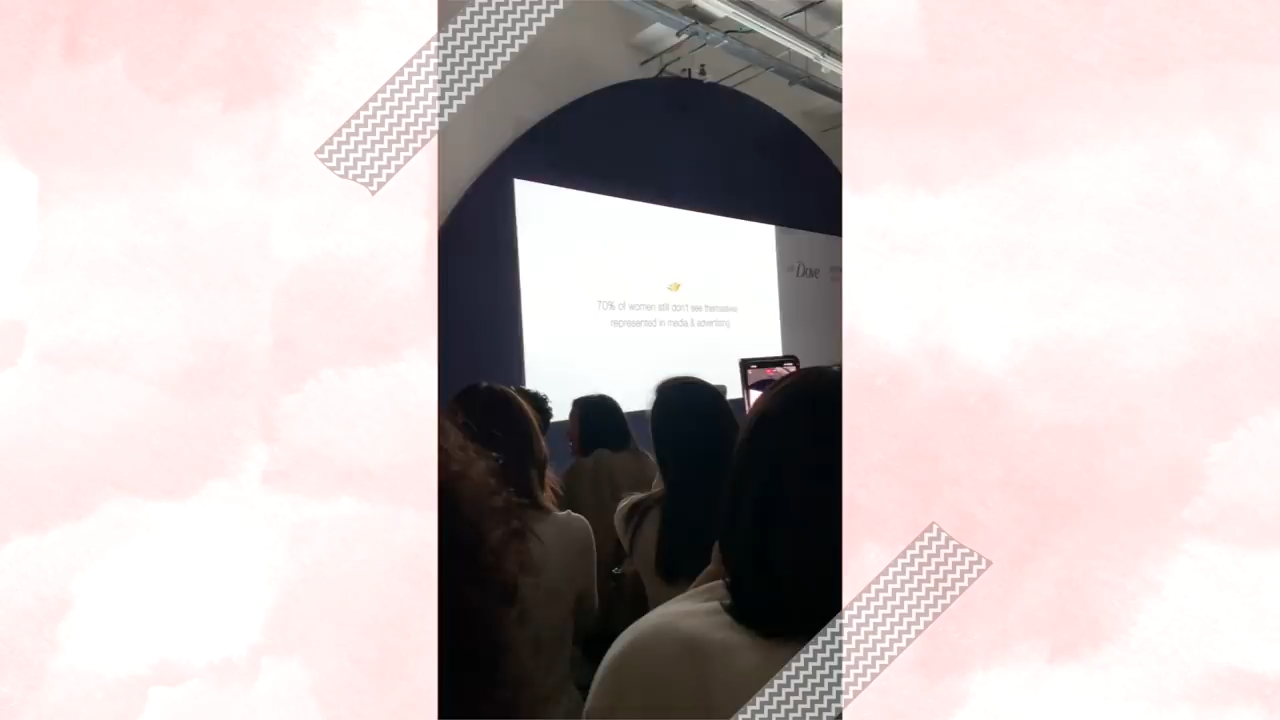 70% of women still don't see themselves
represented in media & advertising
Dove